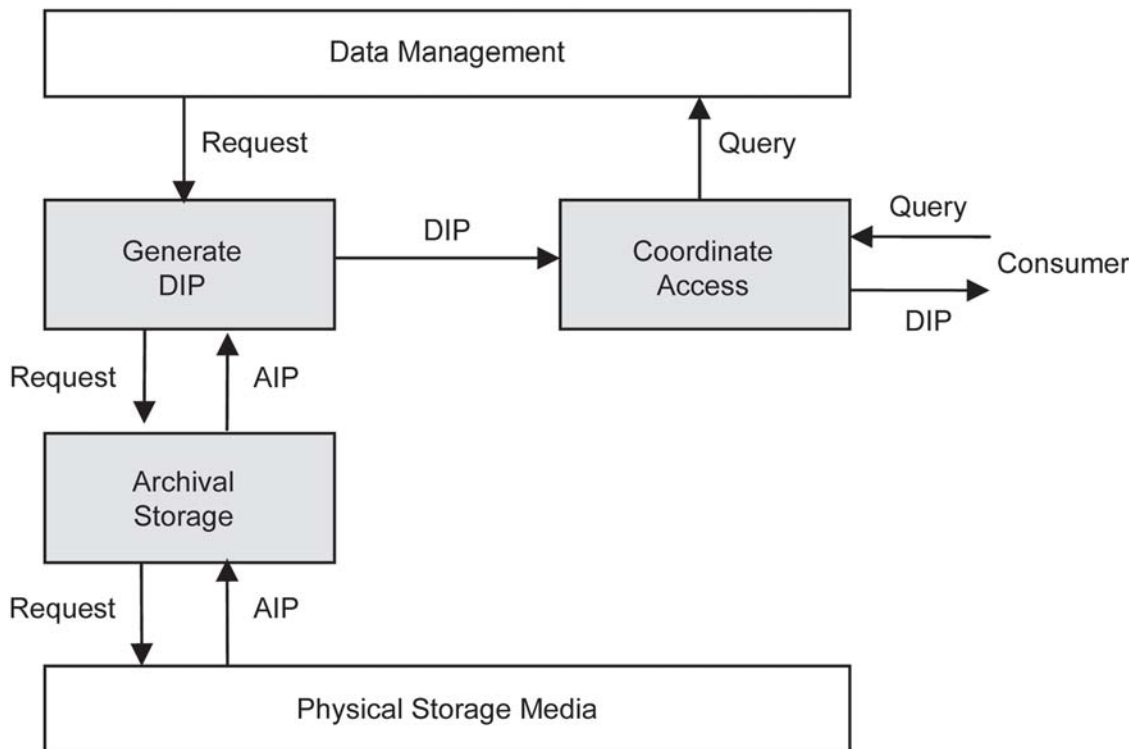 Data Management
Request
Query
Generate
DIP
DIP
Coordinate
Access
Query
Consumer
DIP
Request
AIP
Archival
Storage
Request
AIP
Physical Storage Media